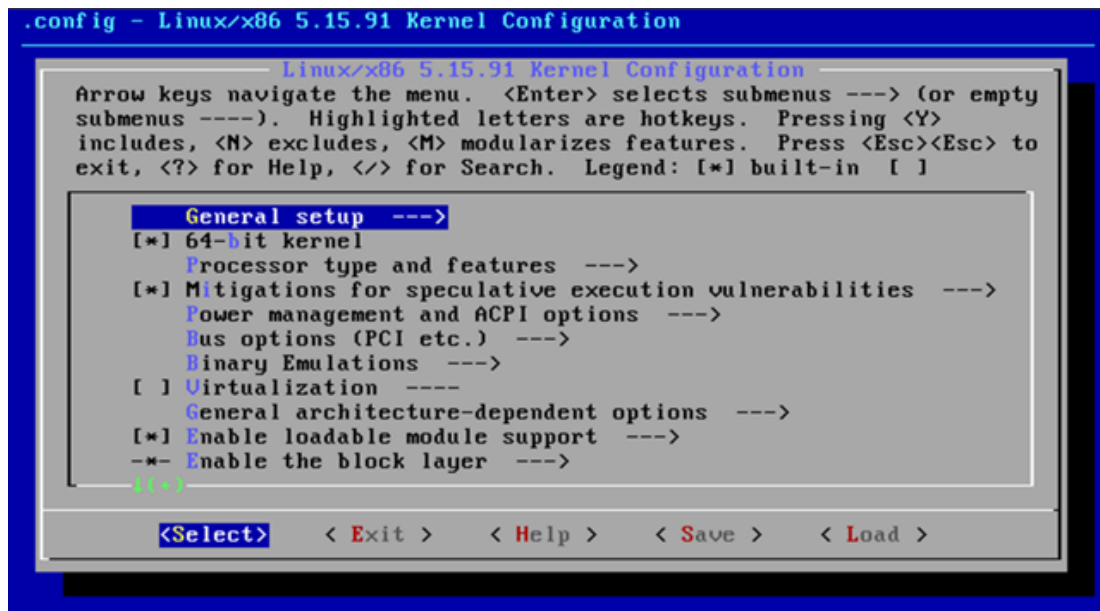 .config - Linux/x86 5.15.91 Kernel Configuration
Linux/x86 5.15.91 Kernel Configuration
Arrow keys navigate the menu.  <Enter> selects submenus ---> (or empty
submenus ----).  Highlighted letters are hotkeys.  Pressing <Y>
includes, <N> excludes, <M> modularizes features.  Press <Esc><Esc> to
exit, <?> for Help, </> for Search.  Legend: [*] built-in  [ ]
General setup  --->
[*] 64-bit kernel
Processor type and features  --->
[*] Mitigations for speculative execution vulnerabilities  --->
Power management and ACPI options  --->
Bus options (PCI etc.)  --->
Binary Emulations  --->
[ ] Virtualization  ----
General architecture-dependent options  --->
[*] Enable loadable module support  --->
-*- Enable the block layer  --->
↓(+)
<Select>    < Exit >    < Help >    < Save >    < Load >